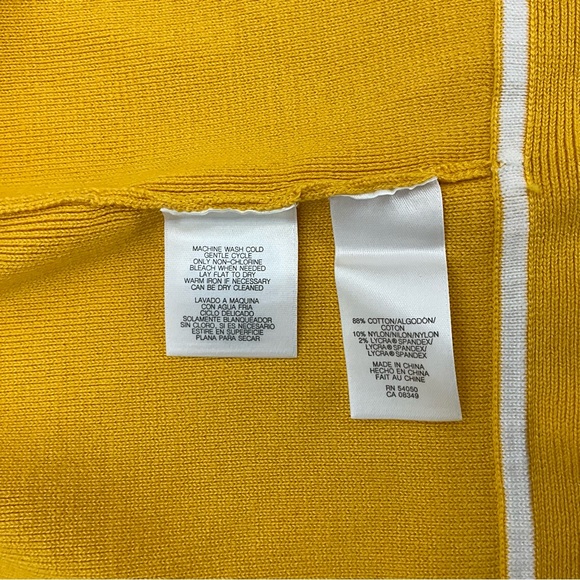 MACHINE WASH COLD
GENTLE CYCLE
ONLY NON-CHLORINE
BLEACH WHEN NEEDED
LAY FLAT TO DRY
WARM IRON IF NECESSARY
CAN BE DRY CLEANED
LAVADO A MAQUINA
CON AGUA FRIA
CICLO DELICADO
SOLAMENTE BLANQUEADOR
SIN CLORO, SI ES NECESARIO
ESTIRE EN SUPERFICIE
PLANA PARA SECAR
88% COTTON/ALGODÓN/
COTON
10% NYLON/NILON/NYLON
2% LYCRA®SPANDEX/
LYCRA®SPANDEX/
LYCRA®SPANDEX
MADE IN CHINA
HECHO EN CHINA
FAIT AU CHINE
RN 54050
CA 08349